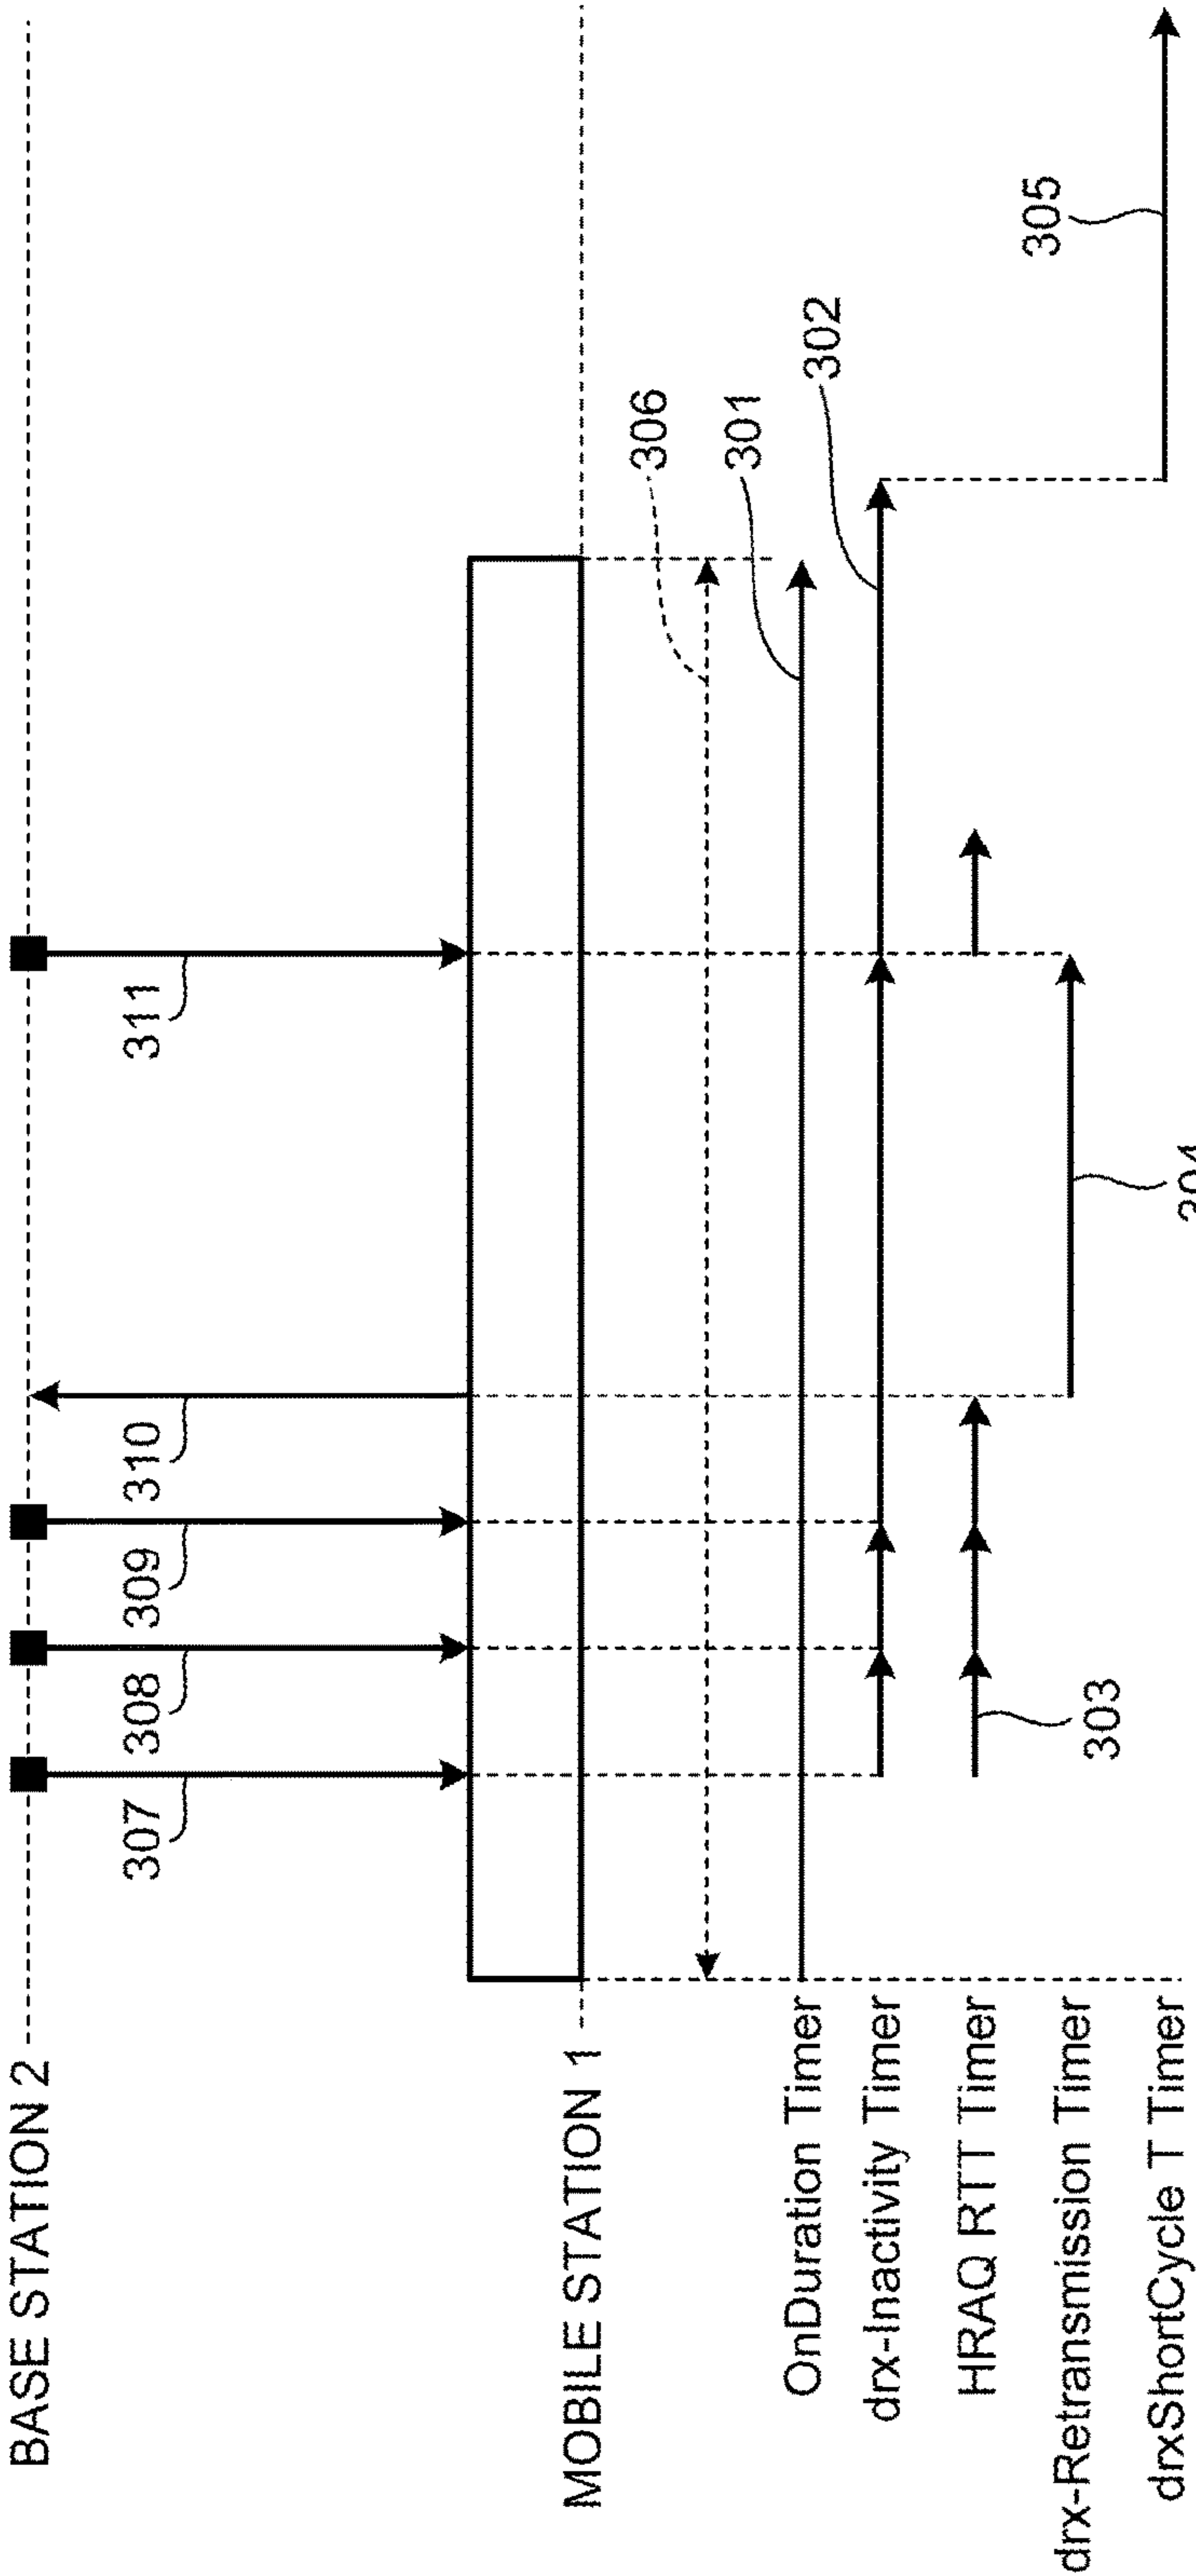 BASE STATION 2
307
308
309
310
311
MOBILE STATION 1
306
301
OnDuration Timer
302
drx-Inactivity Timer
HRAQ RTT Timer
303
drx-Retransmission Timer
304
305
drxShortCycle T Timer